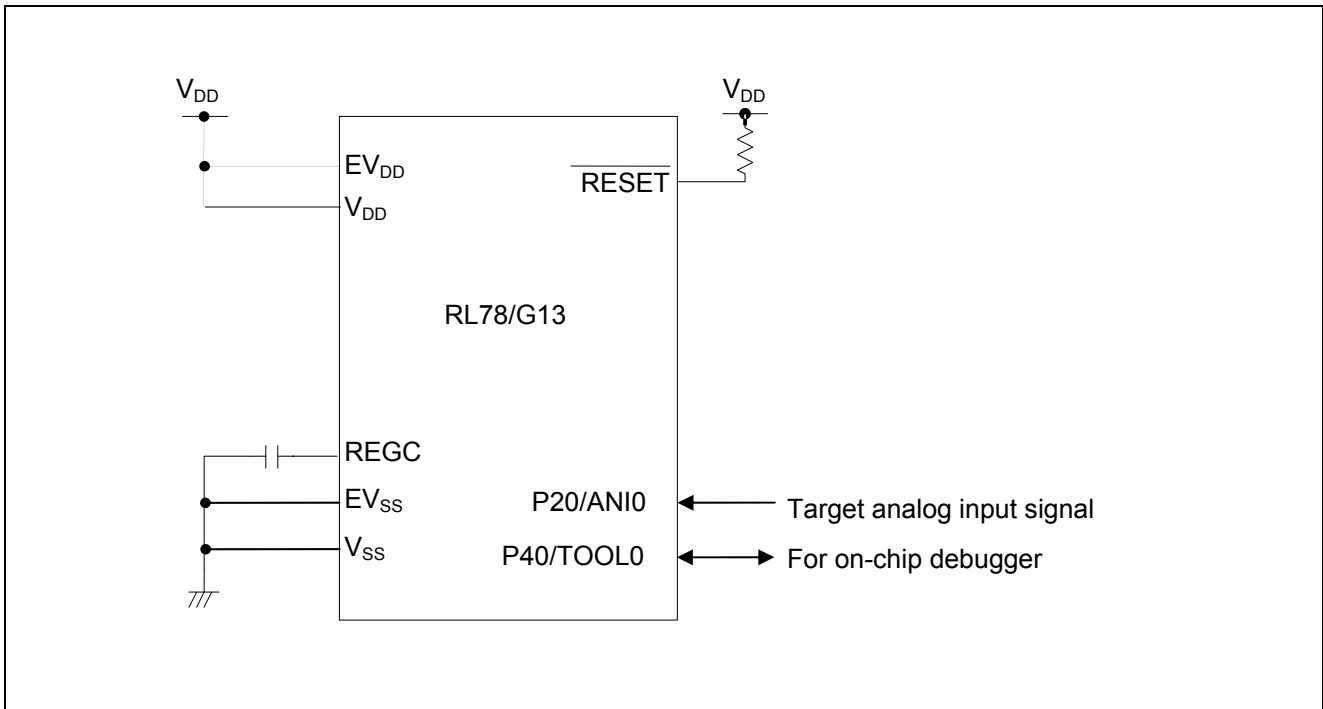 VDD
VDD
EVDD
RESET
VDD
RL78/G13
REGC
EVSS
P20/ANI0
Target analog input signal
VSS
P40/TOOL0
For on-chip debugger